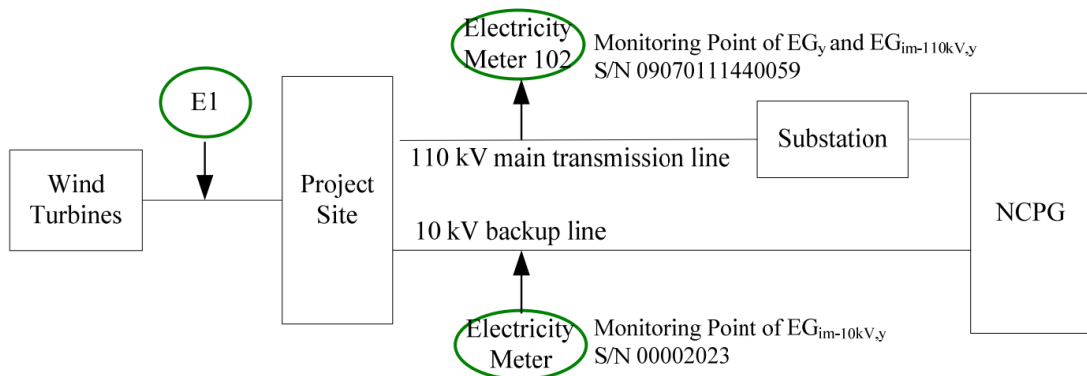 Electricity
Meter 102
Monitoring Point of EGy and EGim-110kV,y
S/N 09070111440059
E1
Wind
Turbines
Project
Site
110 kV main transmission line
Substation
NCPG
10 kV backup line
Electricity
Meter
Monitoring Point of EGim-10kV,y
S/N 00002023